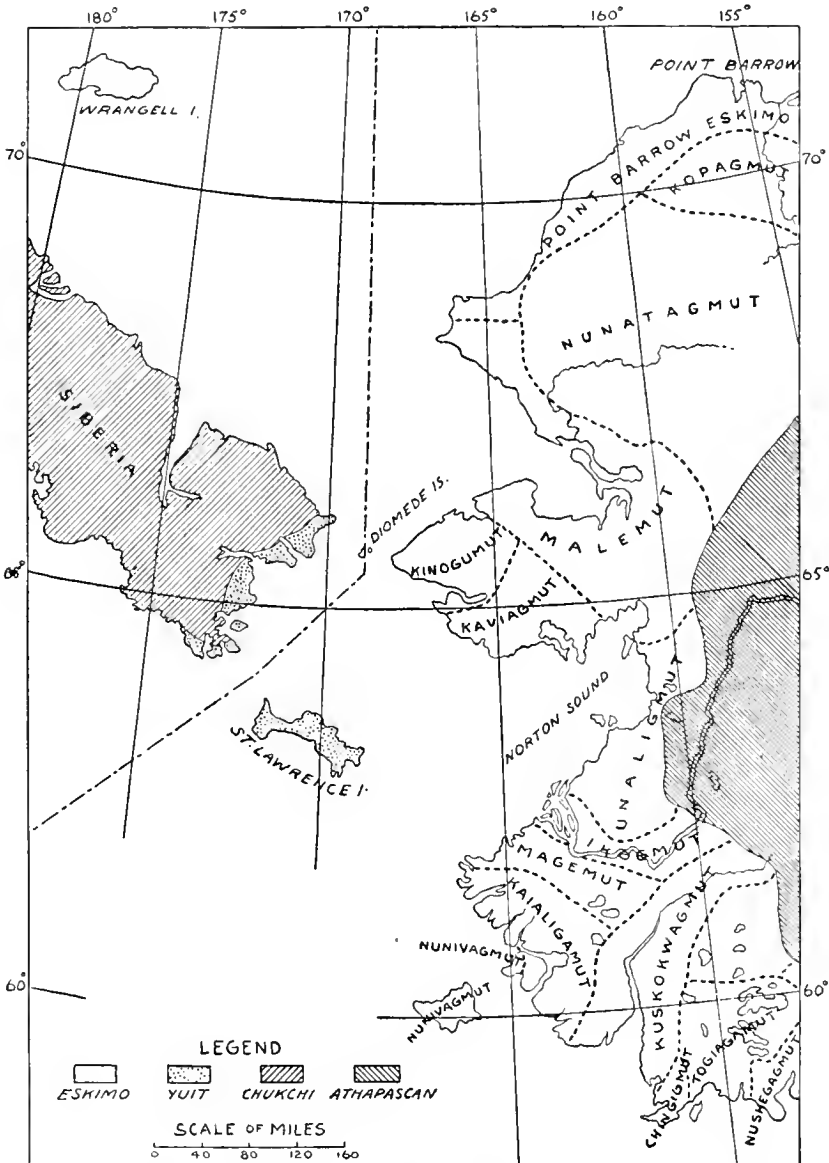 180° 175° 170° 165° 160° 155°
POINT BARROW
WRANGELL I.
70° 70°
POINT BARROW ESKIMO
KOPAGMUT
NUNATAGMUT
SIBERIA
DIOMEDE IS.
MALEMUT
KINOGUMUT
65°
KAVIAGMUT
NORTON SOUND
UNALIGMUT
ST. LAWRENCE I.
IKOGMUT
MAGEMUT
KAIALIGAMUT
KUSKOKWAGMUT
NUNIVAGMUT
60° 60°
NUNIVAGMUT
CHINGIGMUT
TOGIAGAMUT
NUSHEGAGMUT
LEGEND
ESKIMO YUIT CHUKCHI ATHAPASCAN
SCALE OF MILES
0 40 80 120 160